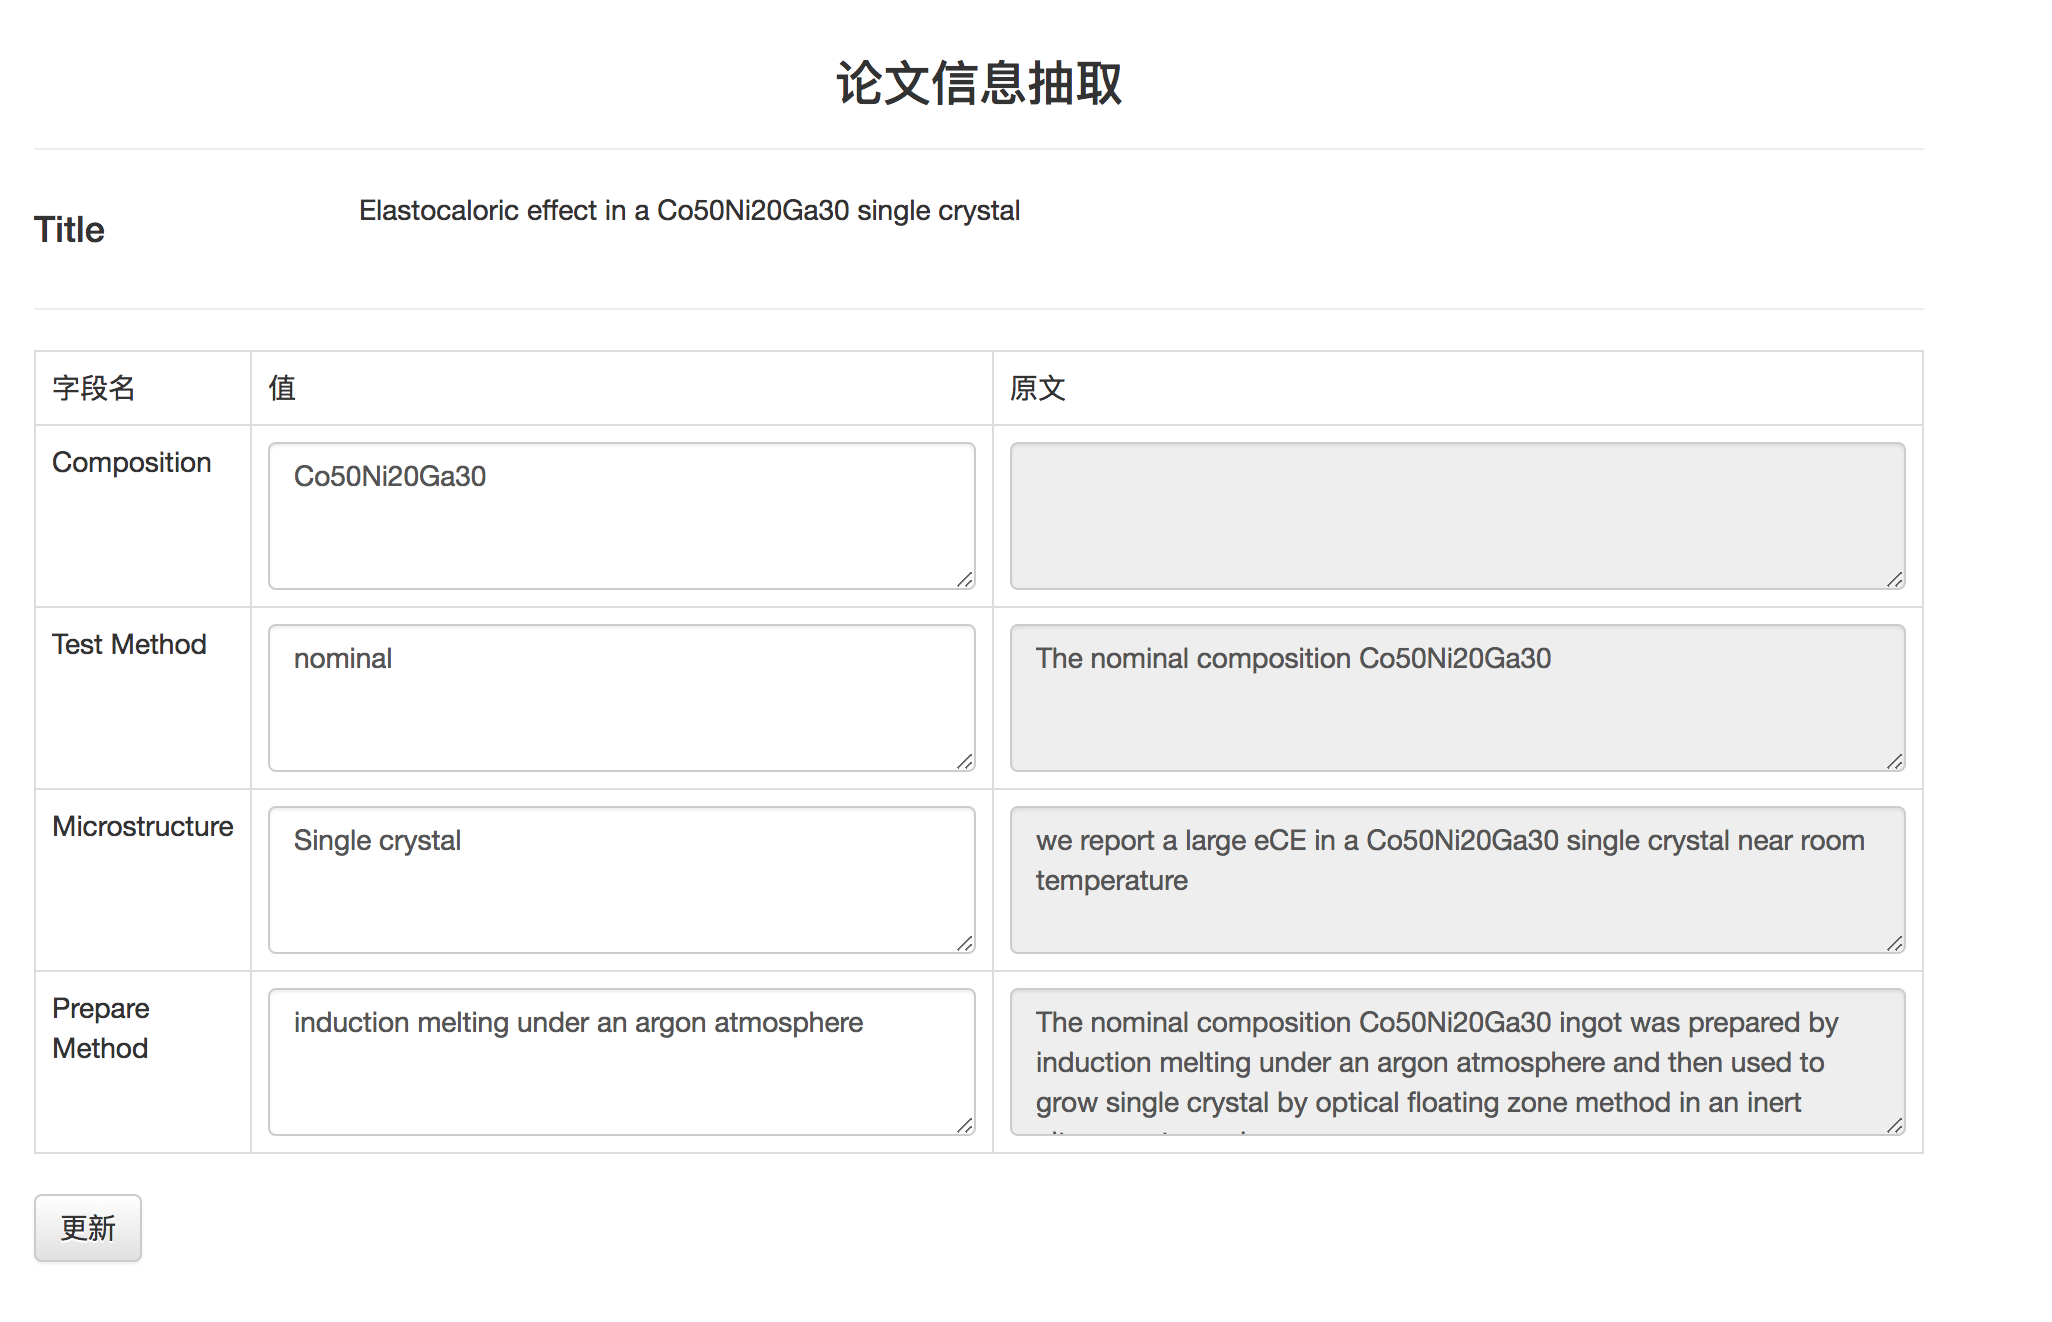 论文信息抽取
Title
Elastocaloric effect in a Co50Ni20Ga30 single crystal
字段名
值
原文
Composition
Co50Ni20Ga30
Test Method
nominal
The nominal composition Co50Ni20Ga30
Microstructure
Single crystal
we report a large eCE in a Co50Ni20Ga30 single crystal near room
temperature
Prepare
Method
induction melting under an argon atmosphere
The nominal composition Co50Ni20Ga30 ingot was prepared by
induction melting under an argon atmosphere and then used to
grow single crystal by optical floating zone method in an inert
更新